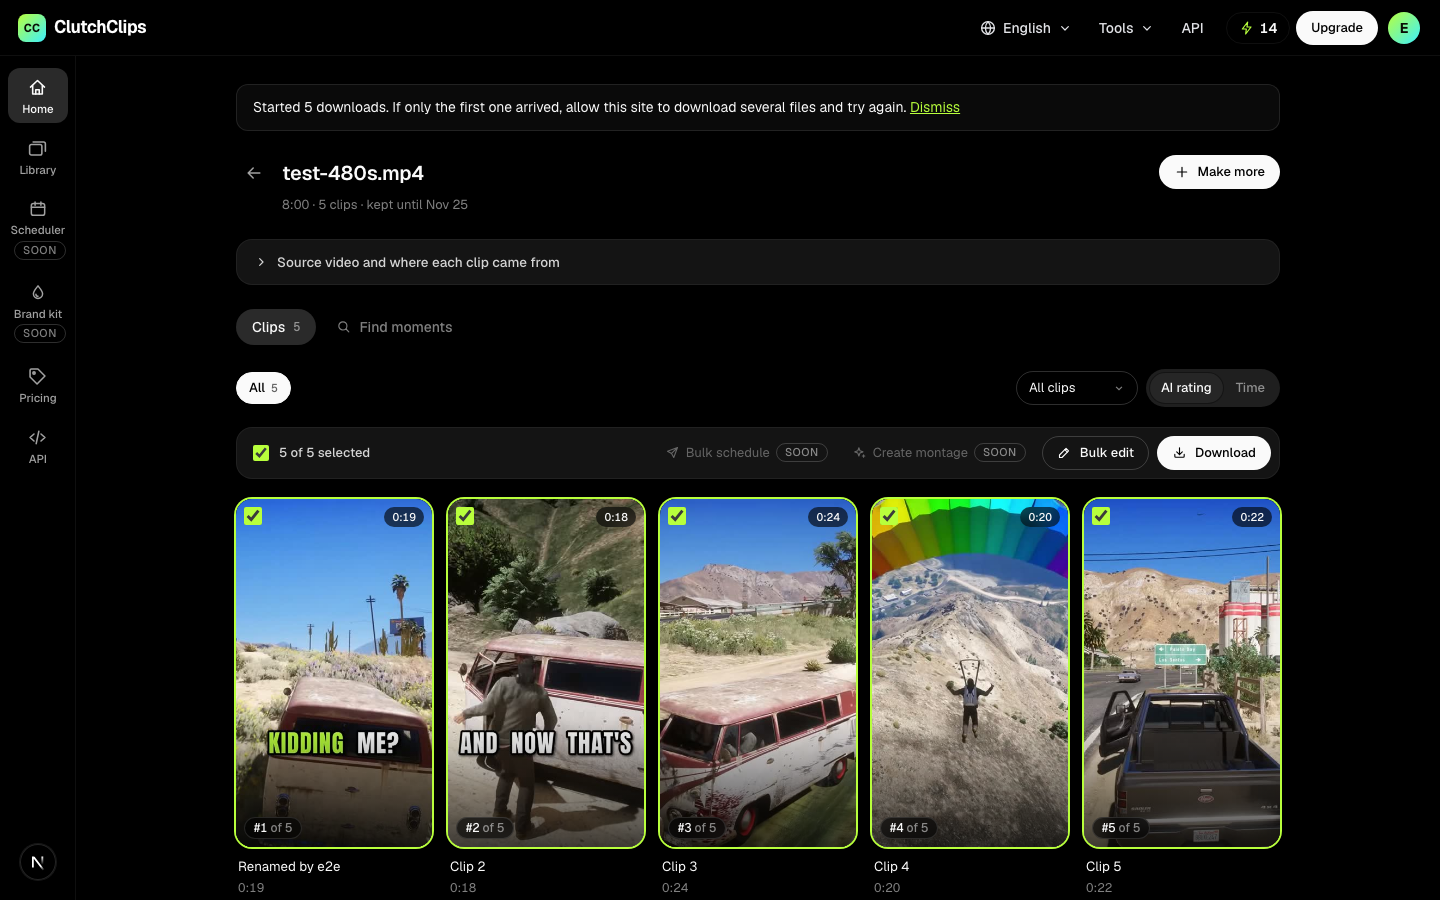 CC ClutchClips
English
Tools
API
14
Upgrade
E
Home
Library
Scheduler
SOON
Brand kit
SOON
Pricing
API
N
Started 5 downloads. If only the first one arrived, allow this site to download several files and try again. Dismiss
test-480s.mp4
Make more
8:00 · 5 clips · kept until Nov 25
Source video and where each clip came from
Clips 5
Find moments
All 5
All clips
AI rating
Time
5 of 5 selected
Bulk schedule SOON
Create montage SOON
Bulk edit
Download
0:19
KIDDING ME?
#1 of 5
Renamed by e2e
0:19
0:18
AND NOW THAT'S
#2 of 5
Clip 2
0:18
0:24
#3 of 5
Clip 3
0:24
0:20
#4 of 5
Clip 4
0:20
0:22
#5 of 5
Clip 5
0:22